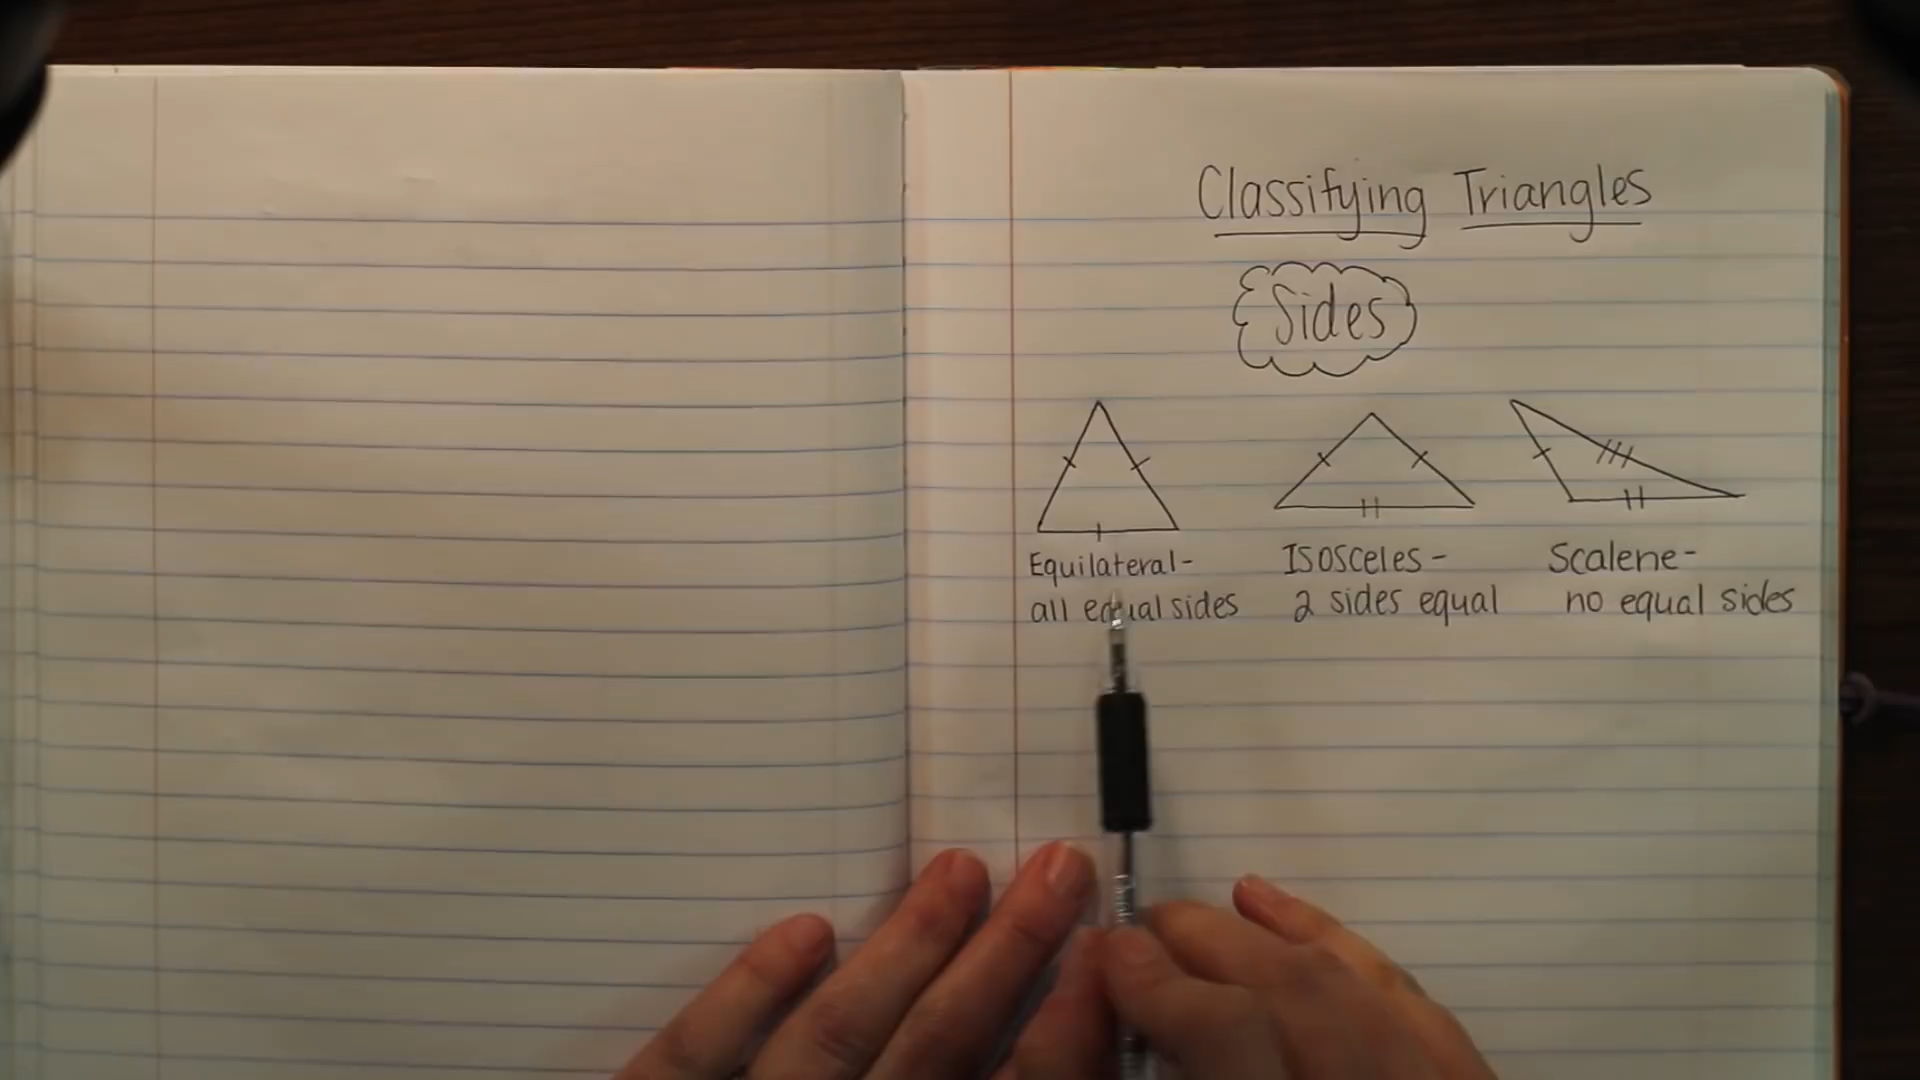 Classifying Triangles
Sides
Equilateral- Isosceles- Scalene-
all equal sides 2 sides equal no equal sides